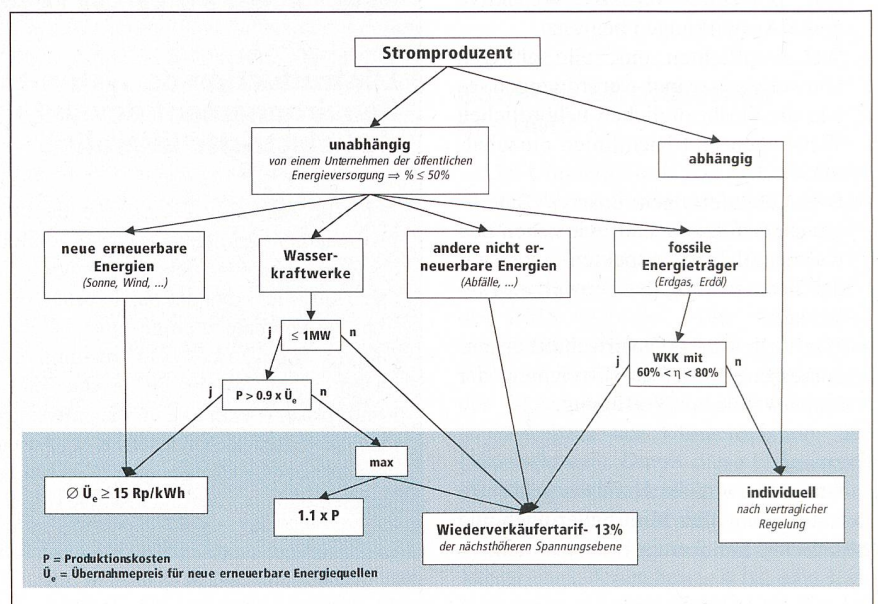 Stromproduzent
unabhängig
von einem Unternehmen der öffentlichen
Energieversorgung ⇒ % ≤ 50%
abhängig
neue erneuerbare
Energien
(Sonne, Wind, ...)
Wasser-
kraftwerke
andere nicht er-
neuerbare Energien
(Abfälle, ...)
fossile
Energieträger
(Erdgas, Erdöl)
j
≤ 1MW
n
j
WKK mit
60% < η < 80%
n
j
P > 0.9 x Üe
n
max
∅ Üe ≥ 15 Rp/kWh
1.1 x P
Wiederverkäufertarif- 13%
der nächsthöheren Spannungsebene
individuell
nach vertraglicher
Regelung
P = Produktionskosten
Üe = Übernahmepreis für neue erneuerbare Energiequellen